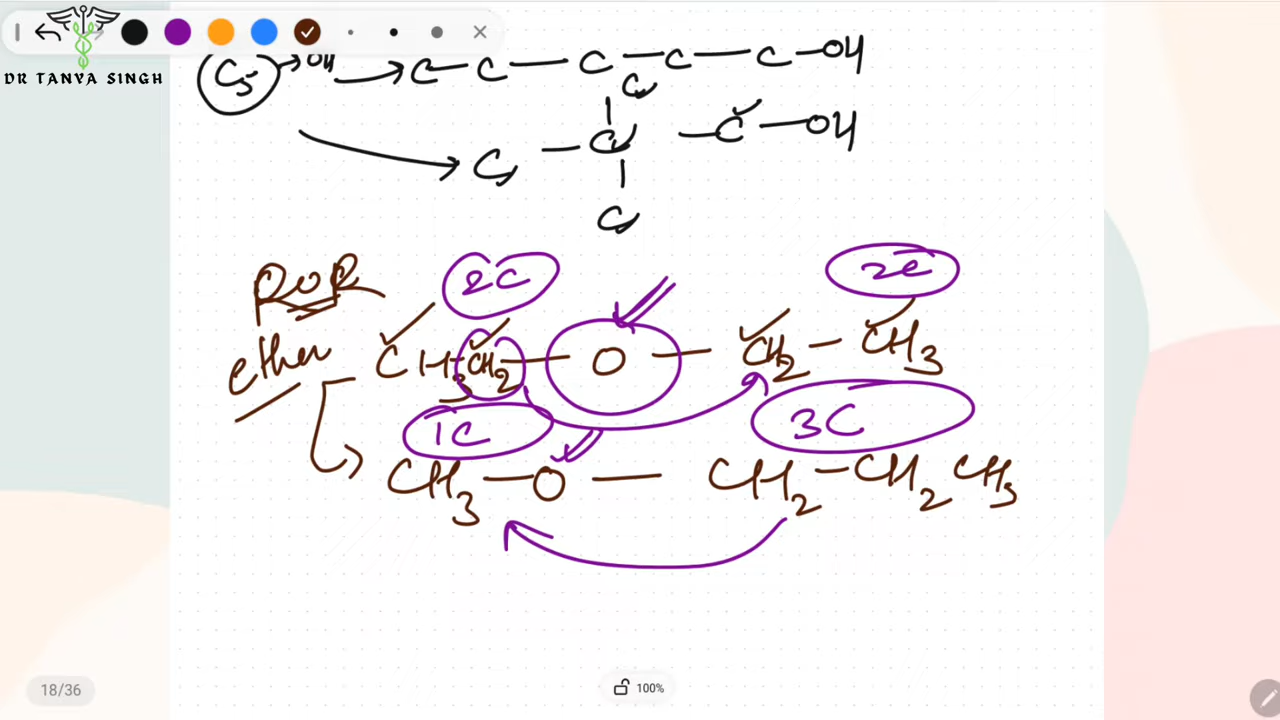 DR TANYA SINGH
C5 → OH → C — C — C — C — C — OH
C
C — C — C — OH
C
ROR
2C
2C
ether
CH3 CH2 — O — CH2 — CH3
1C
3C
CH3 — O — CH2 — CH2 CH3
18/36
100%